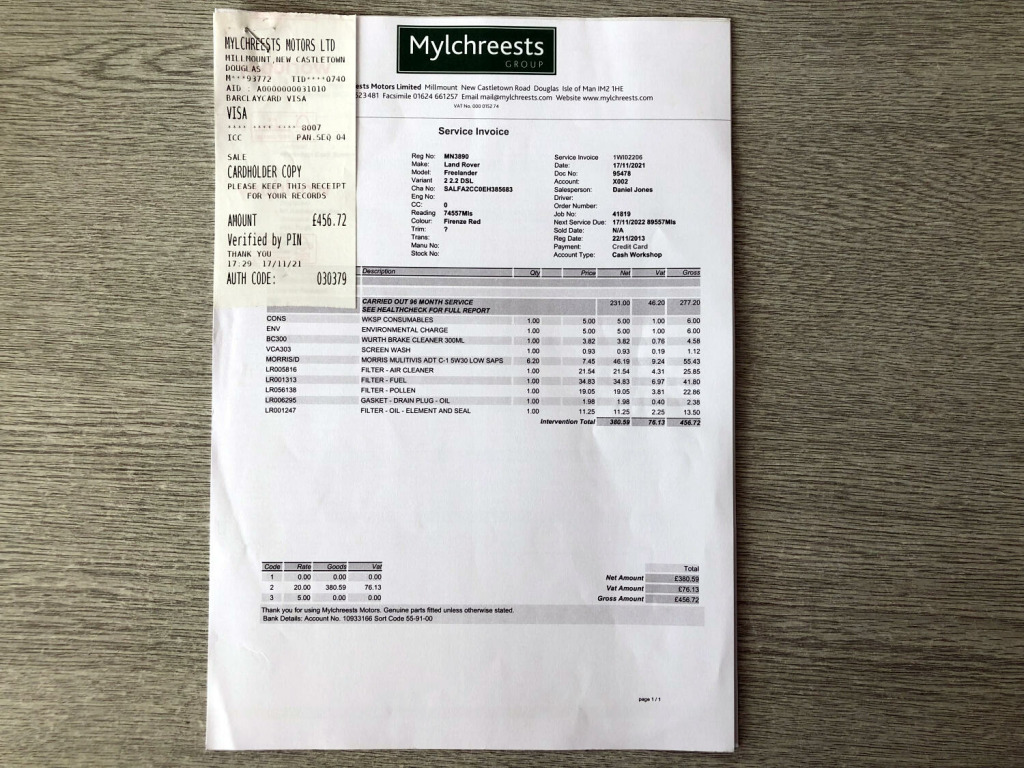 MYLCHREESTS MOTORS LTD
MILLMOUNT, NEW CASTLETOWN
DOUGLAS
M***93772 TID****0740
AID : A0000000031010
BARCLAYCARD VISA
VISA
**** **** **** 8007
ICC PAN.SEQ 04
SALE
CARDHOLDER COPY
PLEASE KEEP THIS RECEIPT
FOR YOUR RECORDS
AMOUNT £456.72
Verified by PIN
THANK YOU
17:29 17/11/21
AUTH CODE: 030379
Mylchreests
GROUP
ests Motors Limited Millmount New Castletown Road Douglas Isle of Man IM2 1HE
623481 Facsimile 01624 661257 Email mail@mylchreests.com Website www.mylchreests.com
VAT No. 000 0152 74
Service Invoice
Reg No: MN3890 Service Invoice 1WI02206
Make: Land Rover Date: 17/11/2021
Model: Freelander Doc No: 95478
Variant 2 2.2 DSL Account: X002
Cha No: SALFA2CC0EH385683 Salesperson: Daniel Jones
Eng No: Driver:
CC: 0 Order Number:
Reading 74557Mls Job No: 41819
Colour: Firenze Red Next Service Due: 17/11/2022 89557Mls
Trim: ? Sold Date: N/A
Trans: Reg Date: 22/11/2013
Manu No: Payment: Credit Card
Stock No: Account Type: Cash Workshop
Description Qty Price Net Vat Gross
CARRIED OUT 96 MONTH SERVICE 231.00 46.20 277.20
SEE HEALTHCHECK FOR FULL REPORT
CONS WKSP CONSUMABLES 1.00 5.00 5.00 1.00 6.00
ENV ENVIRONMENTAL CHARGE 1.00 5.00 5.00 1.00 6.00
BC300 WURTH BRAKE CLEANER 300ML 1.00 3.82 3.82 0.76 4.58
VCA303 SCREEN WASH 1.00 0.93 0.93 0.19 1.12
MORRIS/D MORRIS MULITIVIS ADT C-1 5W30 LOW SAPS 6.20 7.45 46.19 9.24 55.43
LR005816 FILTER - AIR CLEANER 1.00 21.54 21.54 4.31 25.85
LR001313 FILTER - FUEL 1.00 34.83 34.83 6.97 41.80
LR056138 FILTER - POLLEN 1.00 19.05 19.05 3.81 22.86
LR006295 GASKET - DRAIN PLUG - OIL 1.00 1.98 1.98 0.40 2.38
LR001247 FILTER - OIL - ELEMENT AND SEAL 1.00 11.25 11.25 2.25 13.50
Intervention Total 380.59 76.13 456.72
Code Rate Goods Vat
1 0.00 0.00 0.00
2 20.00 380.59 76.13
3 5.00 0.00 0.00
Total
Net Amount £380.59
Vat Amount £76.13
Gross Amount £456.72
Thank you for using Mylchreests Motors. Genuine parts fitted unless otherwise stated.
Bank Details: Account No. 10933166 Sort Code 55-91-00
page 1 / 1